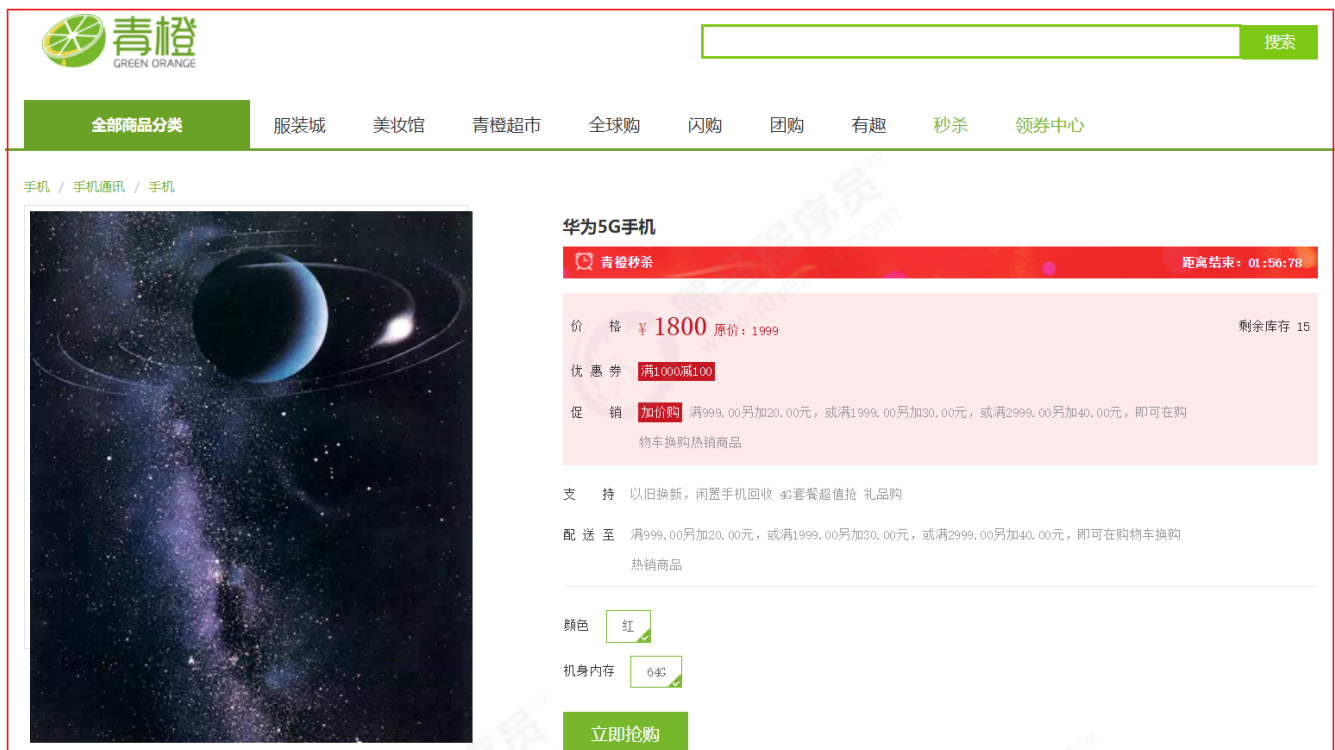 青橙
GREEN ORANGE
搜索
全部商品分类 服装城 美妆馆 青橙超市 全球购 闪购 团购 有趣 秒杀 领券中心
手机 / 手机通讯 / 手机
华为5G手机
青橙秒杀 距离结束：01:56:78
价 格 ¥ 1800 原价：1999 剩余库存 15
优 惠 券 满1000减100
促 销 加价购 满999.00另加20.00元，或满1999.00另加30.00元，或满2999.00另加40.00元，即可在购
物车换购热销商品
支 持 以旧换新，闲置手机回收 4G套餐超值抢 礼品购
配 送 至 满999.00另加20.00元，或满1999.00另加30.00元，或满2999.00另加40.00元，即可在购物车换购
热销商品
颜色 红
机身内存 64G
立即抢购
黑马程序员™
www.itheima.com